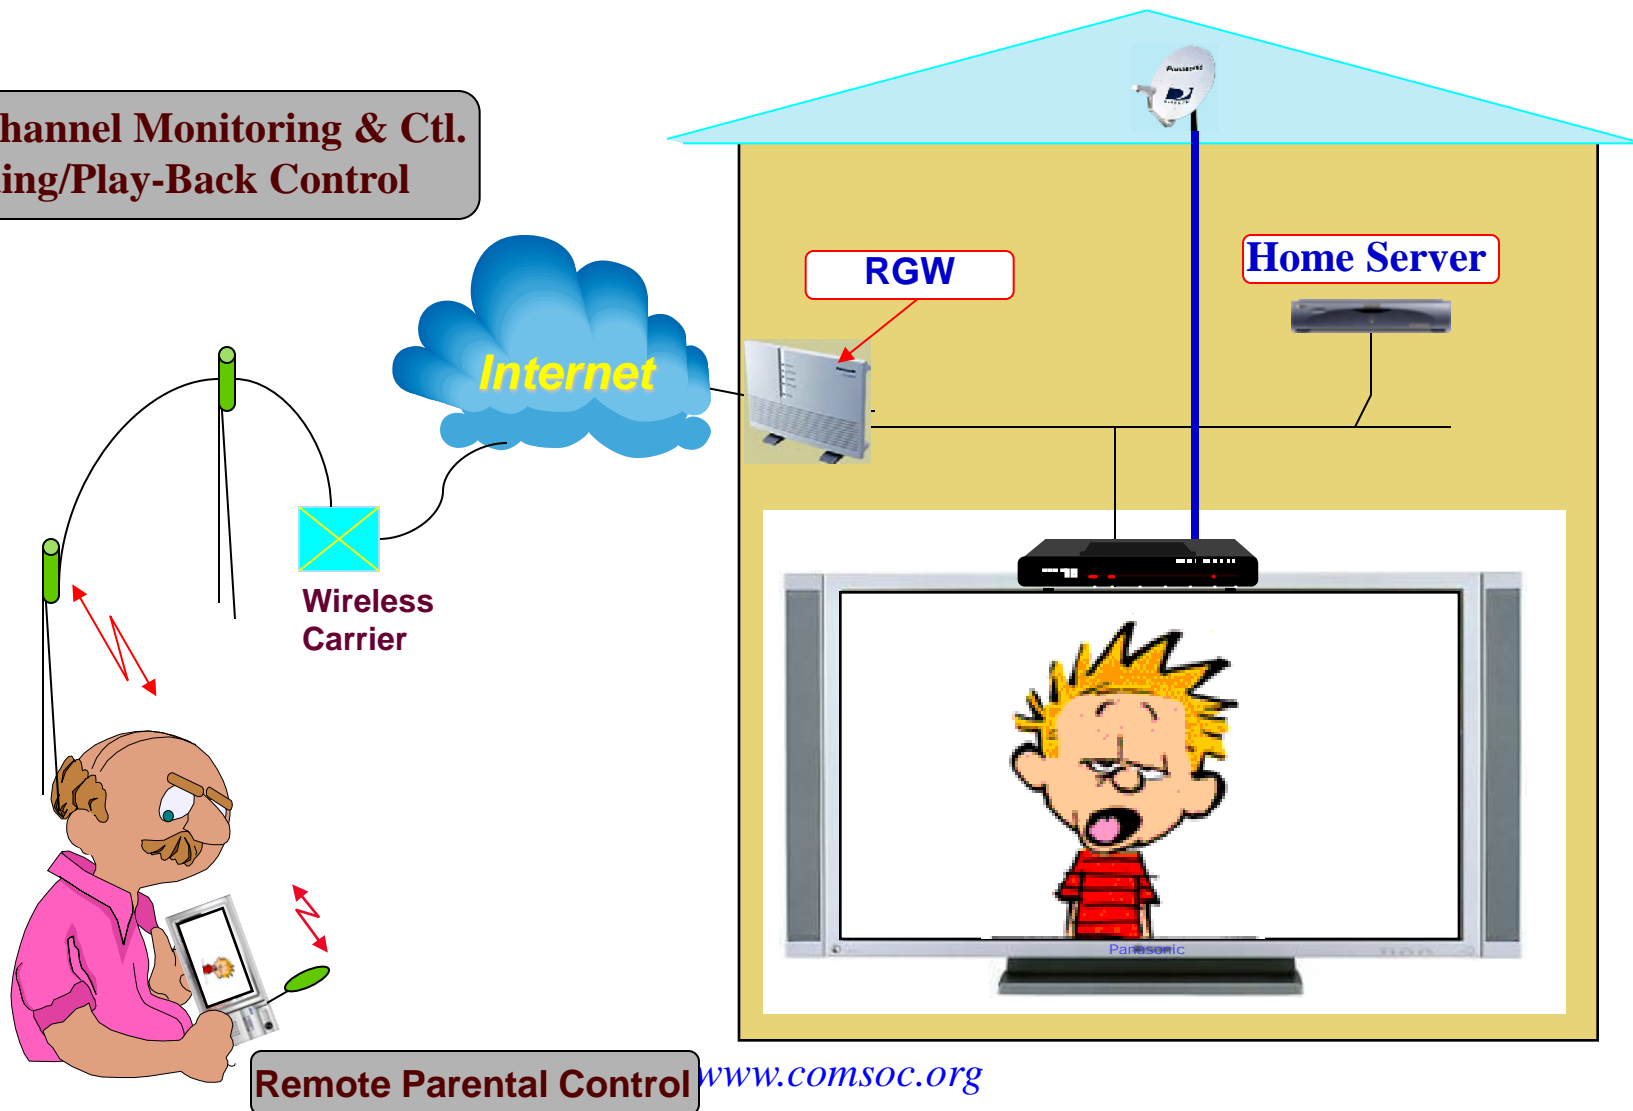 hannel Monitoring & Ctl.
ing/Play-Back Control
Panasonic
RGW
Home Server
Internet
Wireless
Carrier
Panasonic
Remote Parental Control
www.comsoc.org